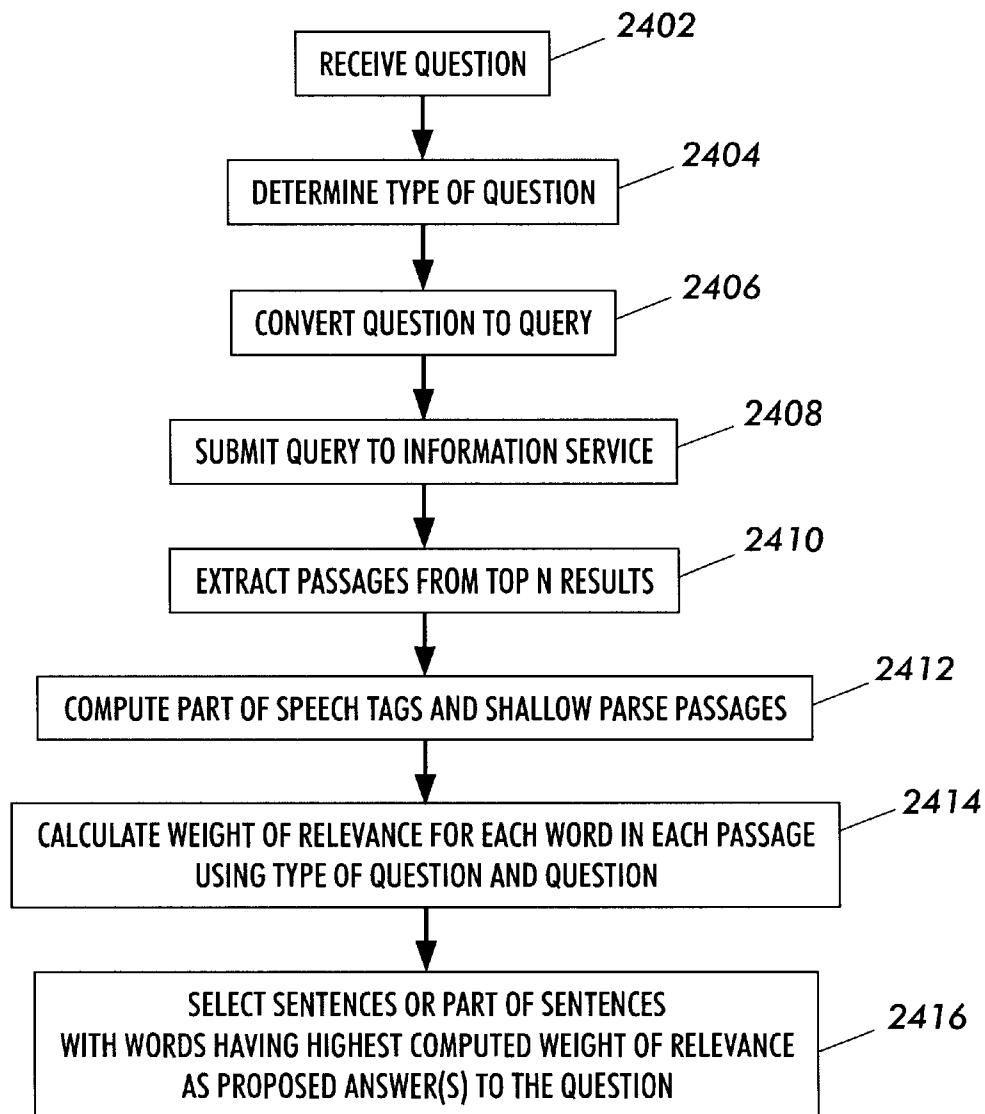 2402
RECEIVE QUESTION
2404
DETERMINE TYPE OF QUESTION
2406
CONVERT QUESTION TO QUERY
2408
SUBMIT QUERY TO INFORMATION SERVICE
2410
EXTRACT PASSAGES FROM TOP N RESULTS
2412
COMPUTE PART OF SPEECH TAGS AND SHALLOW PARSE PASSAGES
2414
CALCULATE WEIGHT OF RELEVANCE FOR EACH WORD IN EACH PASSAGE
USING TYPE OF QUESTION AND QUESTION
2416
SELECT SENTENCES OR PART OF SENTENCES
WITH WORDS HAVING HIGHEST COMPUTED WEIGHT OF RELEVANCE
AS PROPOSED ANSWER(S) TO THE QUESTION